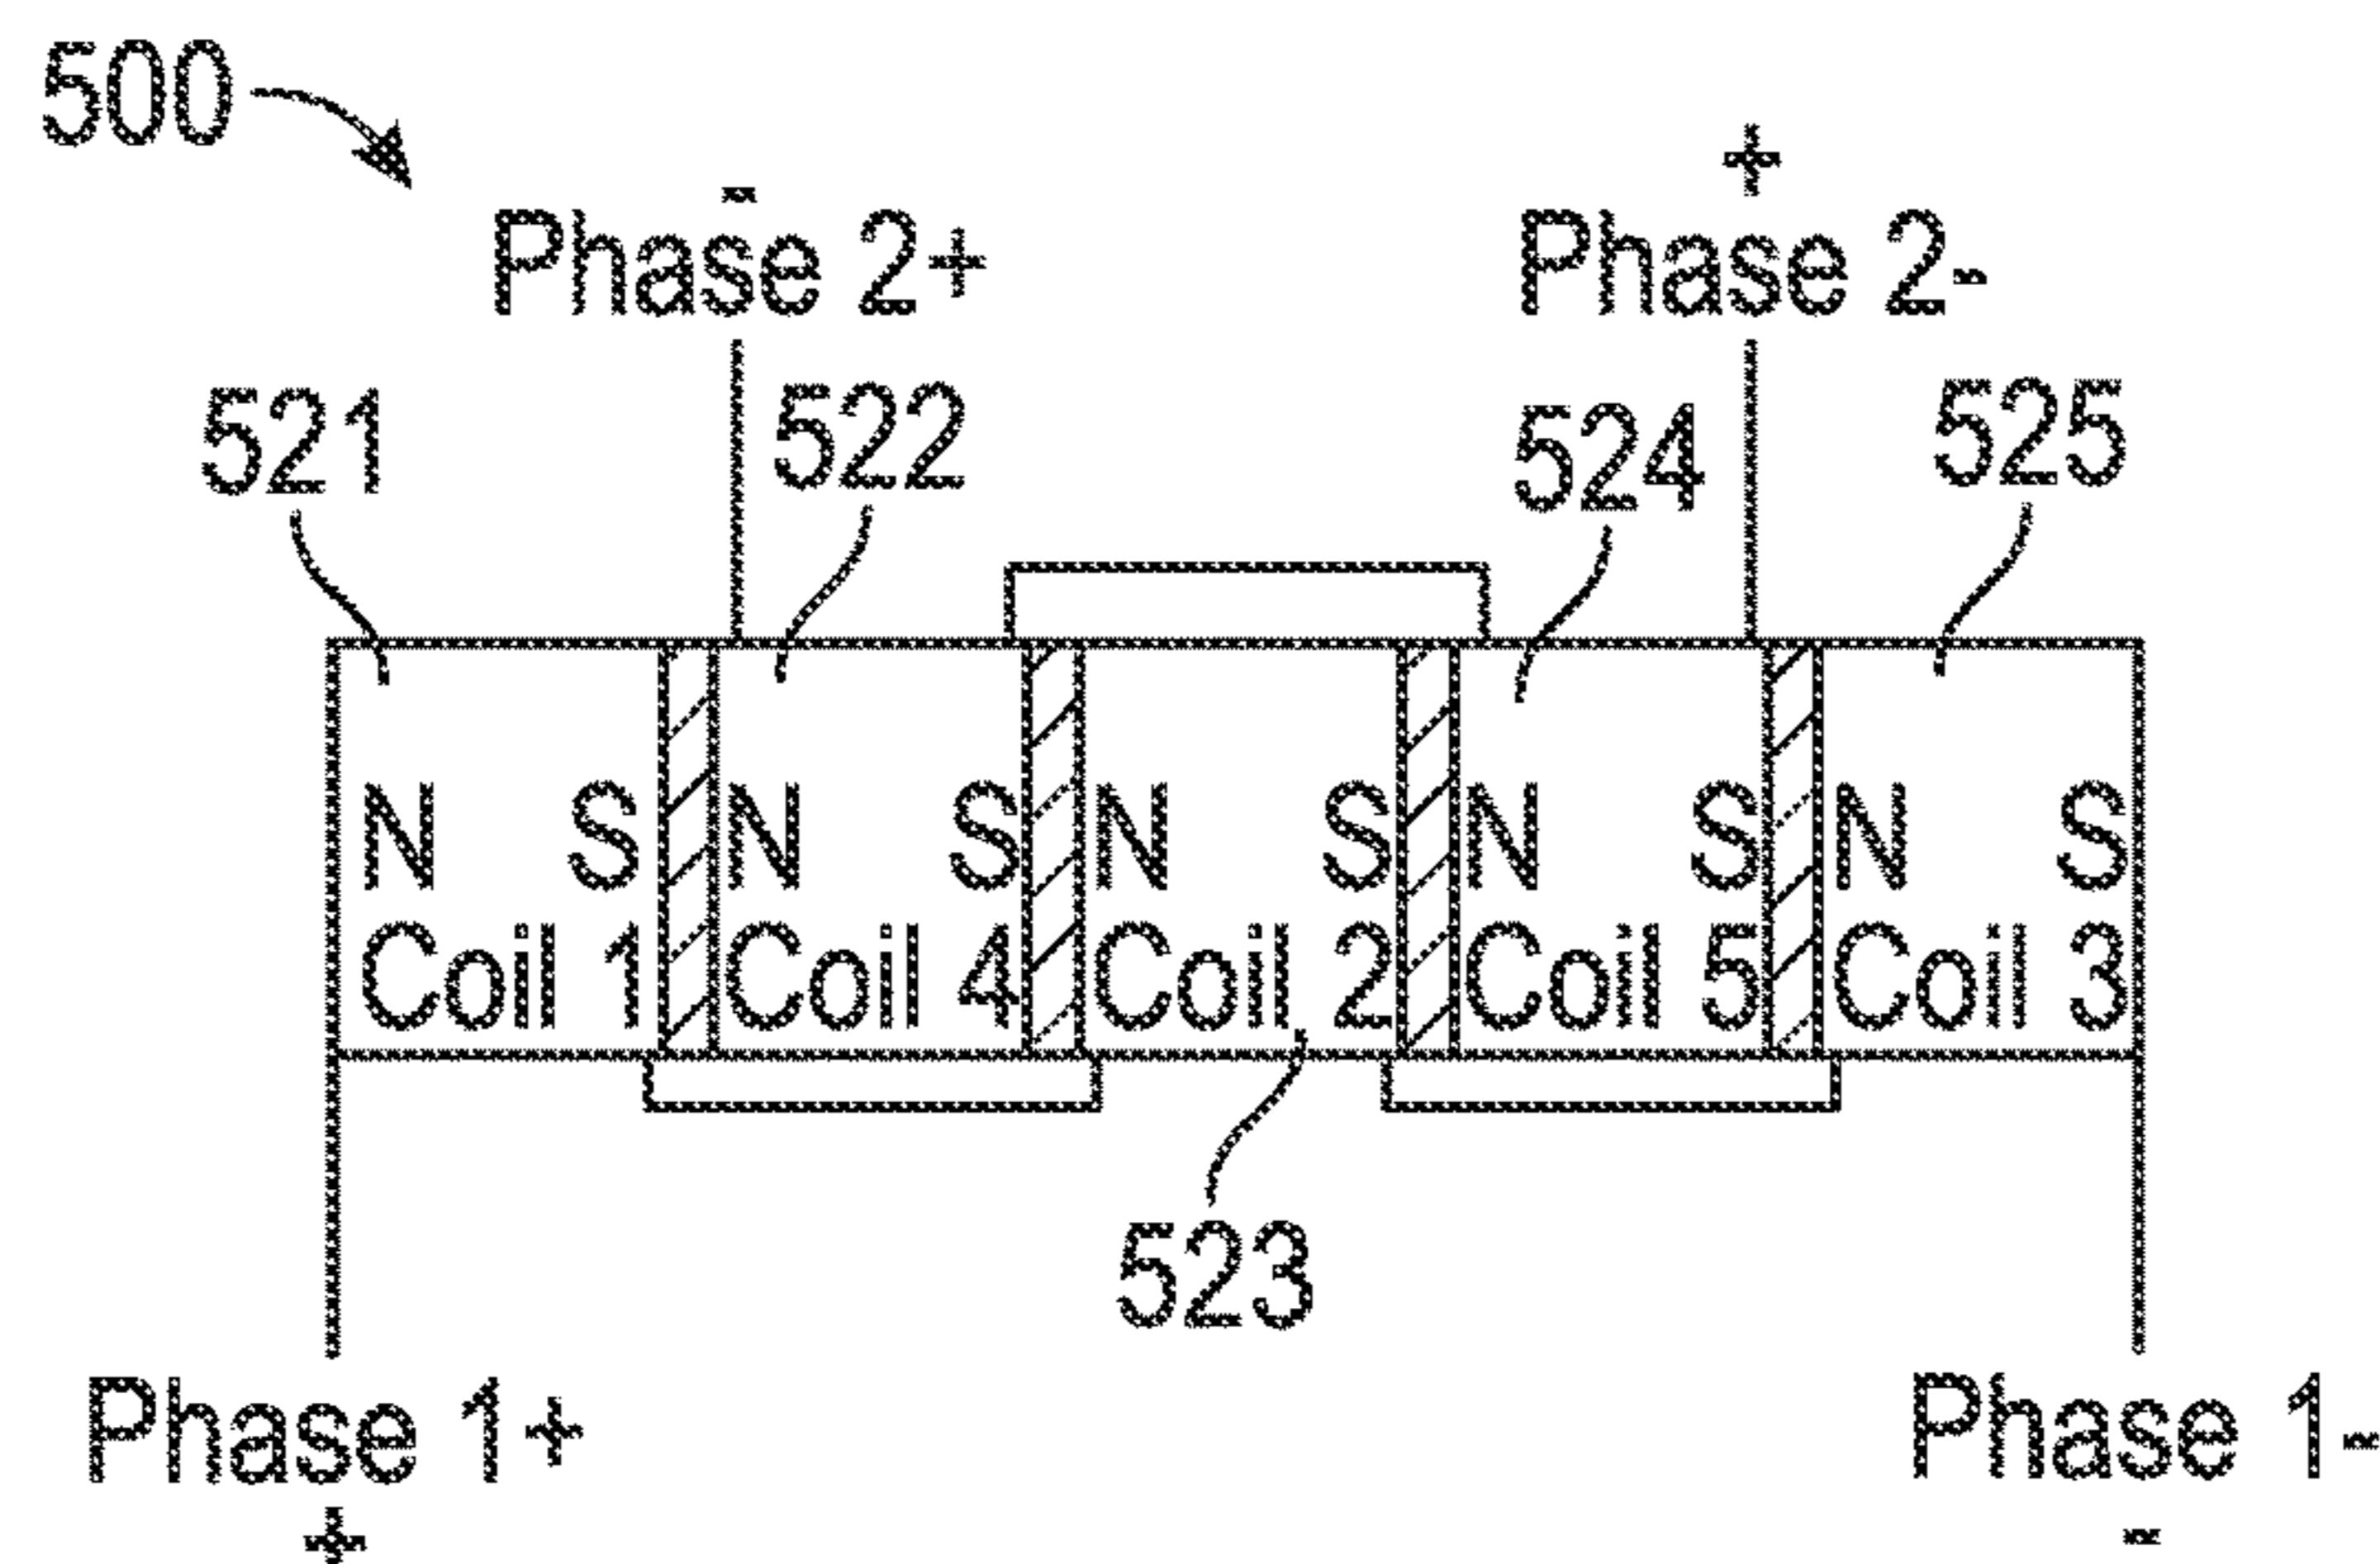 500
- +
Phase 2+ Phase 2-
521 522 524 525
N S N S N S N S N S
Coil 1 Coil 4 Coil 2 Coil 5 Coil 3
523
Phase 1+ Phase 1-
+ -